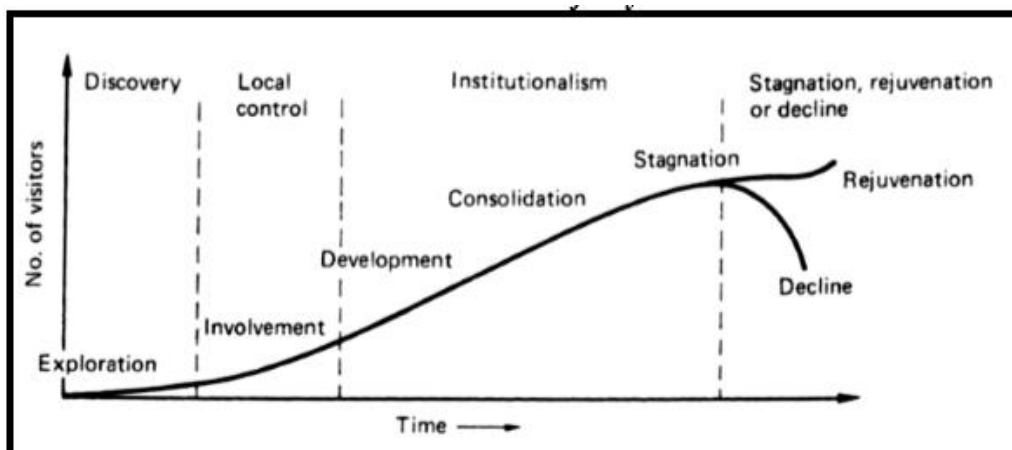 Discovery
Local
control
Institutionalism
Stagnation, rejuvenation
or decline
No. of visitors
Stagnation
Rejuvenation
Consolidation
Development
Decline
Involvement
Exploration
Time